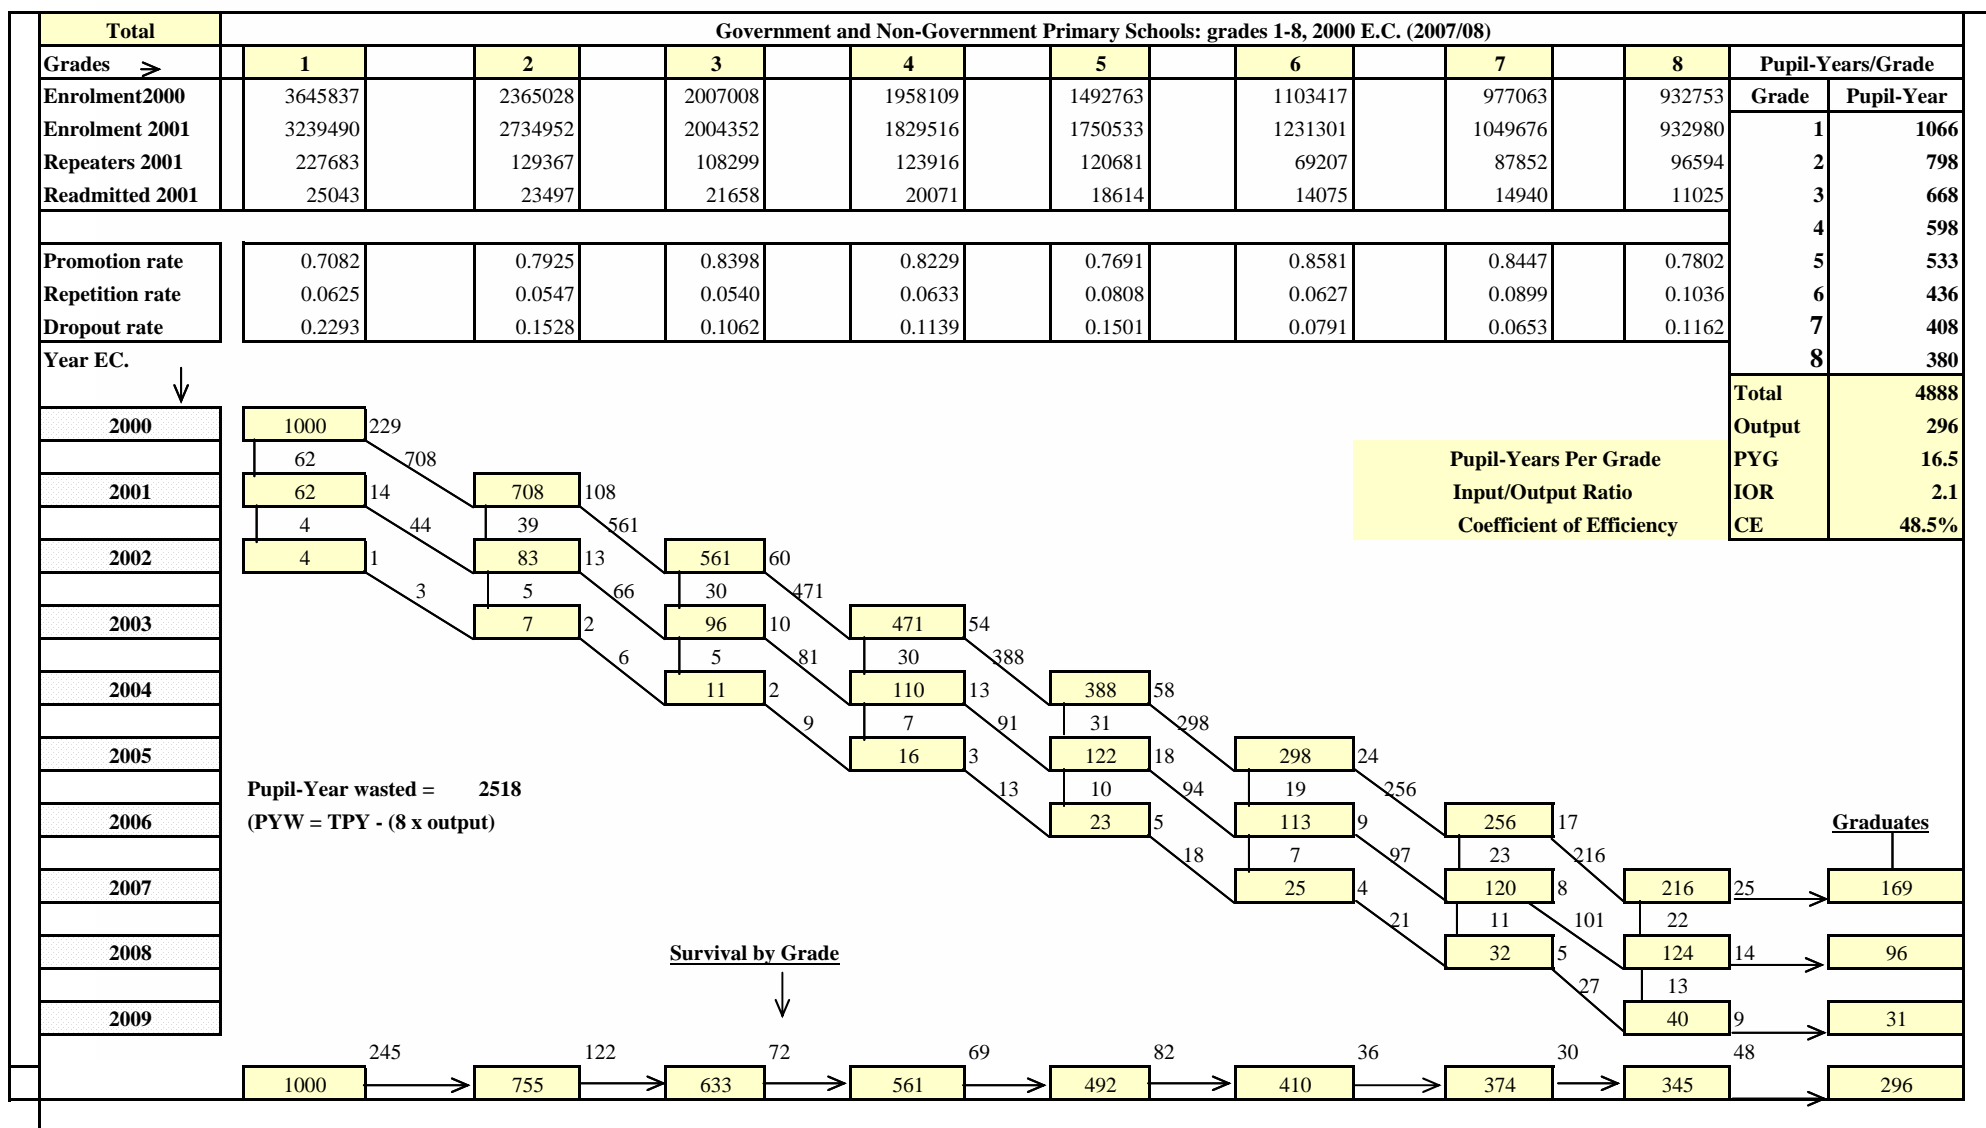 Total Government and Non-Government Primary Schools: grades 1-8, 2000 E.C. (2007/08)
Grades 1 2 3 4 5 6 7 8 Pupil-Years/Grade
Enrolment2000 3645837 2365028 2007008 1958109 1492763 1103417 977063 932753 Grade Pupil-Year
Enrolment 2001 3239490 2734952 2004352 1829516 1750533 1231301 1049676 932980 1 1066
Repeaters 2001 227683 129367 108299 123916 120681 69207 87852 96594 2 798
Readmitted 2001 25043 23497 21658 20071 18614 14075 14940 11025 3 668
4 598
Promotion rate 0.7082 0.7925 0.8398 0.8229 0.7691 0.8581 0.8447 0.7802 5 533
Repetition rate 0.0625 0.0547 0.0540 0.0633 0.0808 0.0627 0.0899 0.1036 6 436
Dropout rate 0.2293 0.1528 0.1062 0.1139 0.1501 0.0791 0.0653 0.1162 7 408
Year EC. 8 380
Total 4888
2000 1000 229 Output 296
62 708 Pupil-Years Per Grade PYG 16.5
2001 62 14 708 108 Input/Output Ratio IOR 2.1
4 44 39 561 Coefficient of Efficiency CE 48.5%
2002 4 1 83 13 561 60
3 5 66 30 471
2003 7 2 96 10 471 54
6 5 81 30 388
2004 11 2 110 13 388 58
9 7 91 31 298
2005 16 3 122 18 298 24
Pupil-Year wasted = 2518 13 10 94 19 256
2006 (PYW = TPY - (8 x output) 23 5 113 9 256 17 Graduates
18 7 97 23 216
2007 25 4 120 8 216 25 169
21 11 101 22
2008 Survival by Grade 32 5 124 14 96
27 13
2009 40 9 31
245 122 72 69 82 36 30 48
1000 755 633 561 492 410 374 345 296